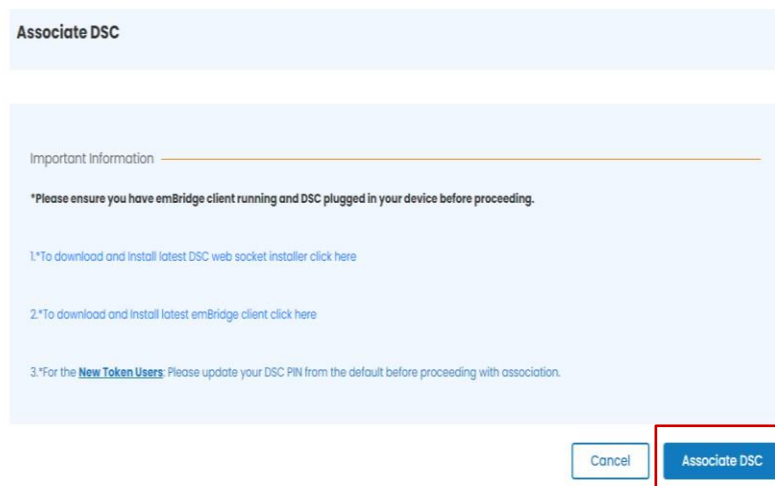 Associate DSC
Important Information
*Please ensure you have emBridge client running and DSC plugged in your device before proceeding.
1.*To download and Install latest DSC web socket installer click here
2.*To download and Install latest emBridge client click here
3.*For the New Token Users: Please update your DSC PIN from the default before proceeding with association.
Cancel
Associate DSC